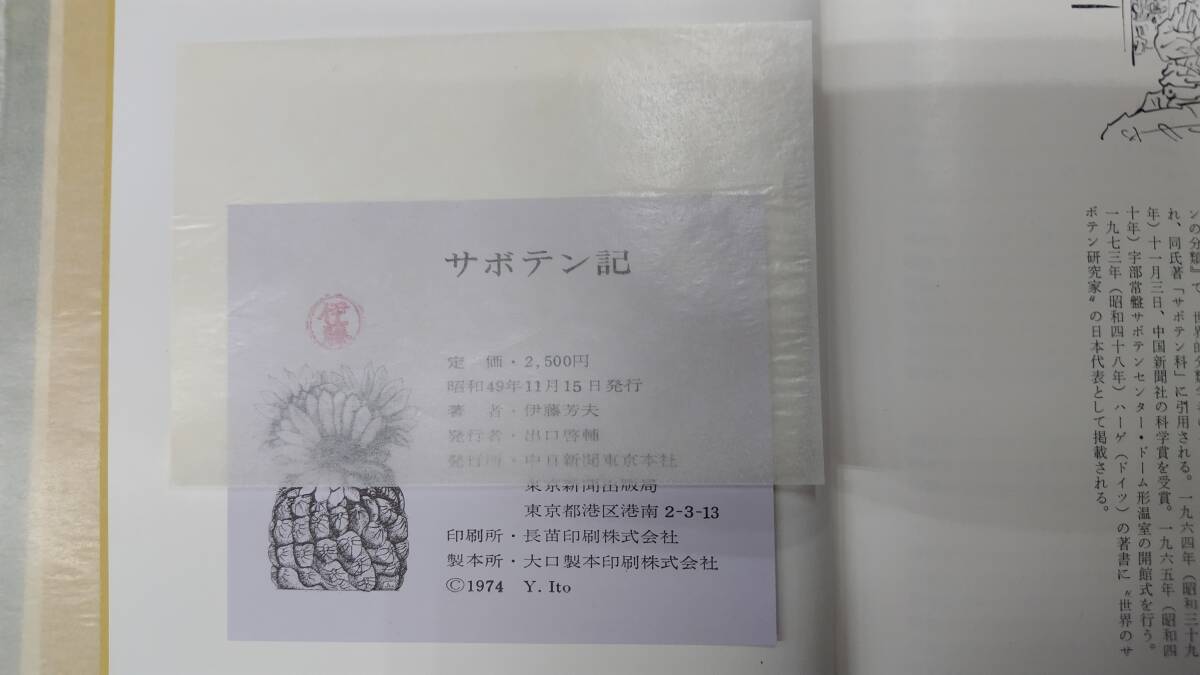 サボテン記
伊藤
定　価・2,500円
昭和49年11月15日発行
著　者・伊藤芳夫
発行者・出口啓輔
発行所・中日新聞東京本社
東京新聞出版局
東京都港区港南 2-3-13
印刷所・長苗印刷株式会社
製本所・大口製本印刷株式会社
©1974　Y. Ito
れ、同氏著「サボテン科」に引用される。一九六四年（昭和三十九
年）十一月三日、中国新聞社の科学賞を受賞。一九六五年（昭和四
十年）宇部常盤サボテンセンター・ドーム形温室の開館式を行う。
一九七三年（昭和四十八年）ハーゲ（ドイツ）の著書に〝世界のサ
ボテン研究家〟の日本代表として掲載される。